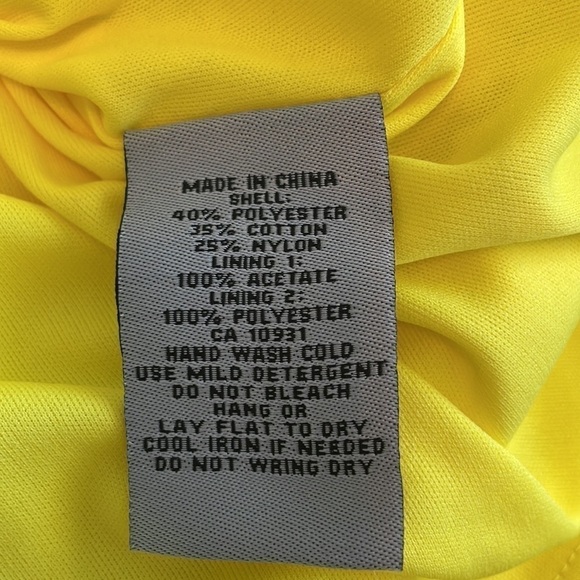 MADE IN CHINA
SHELL:
40% POLYESTER
35% COTTON
25% NYLON
LINING 1:
100% ACETATE
LINING 2:
100% POLYESTER
CA 10931
HAND WASH COLD
USE MILD DETERGENT
DO NOT BLEACH
HANG OR
LAY FLAT TO DRY
COOL IRON IF NEEDED
DO NOT WRING DRY